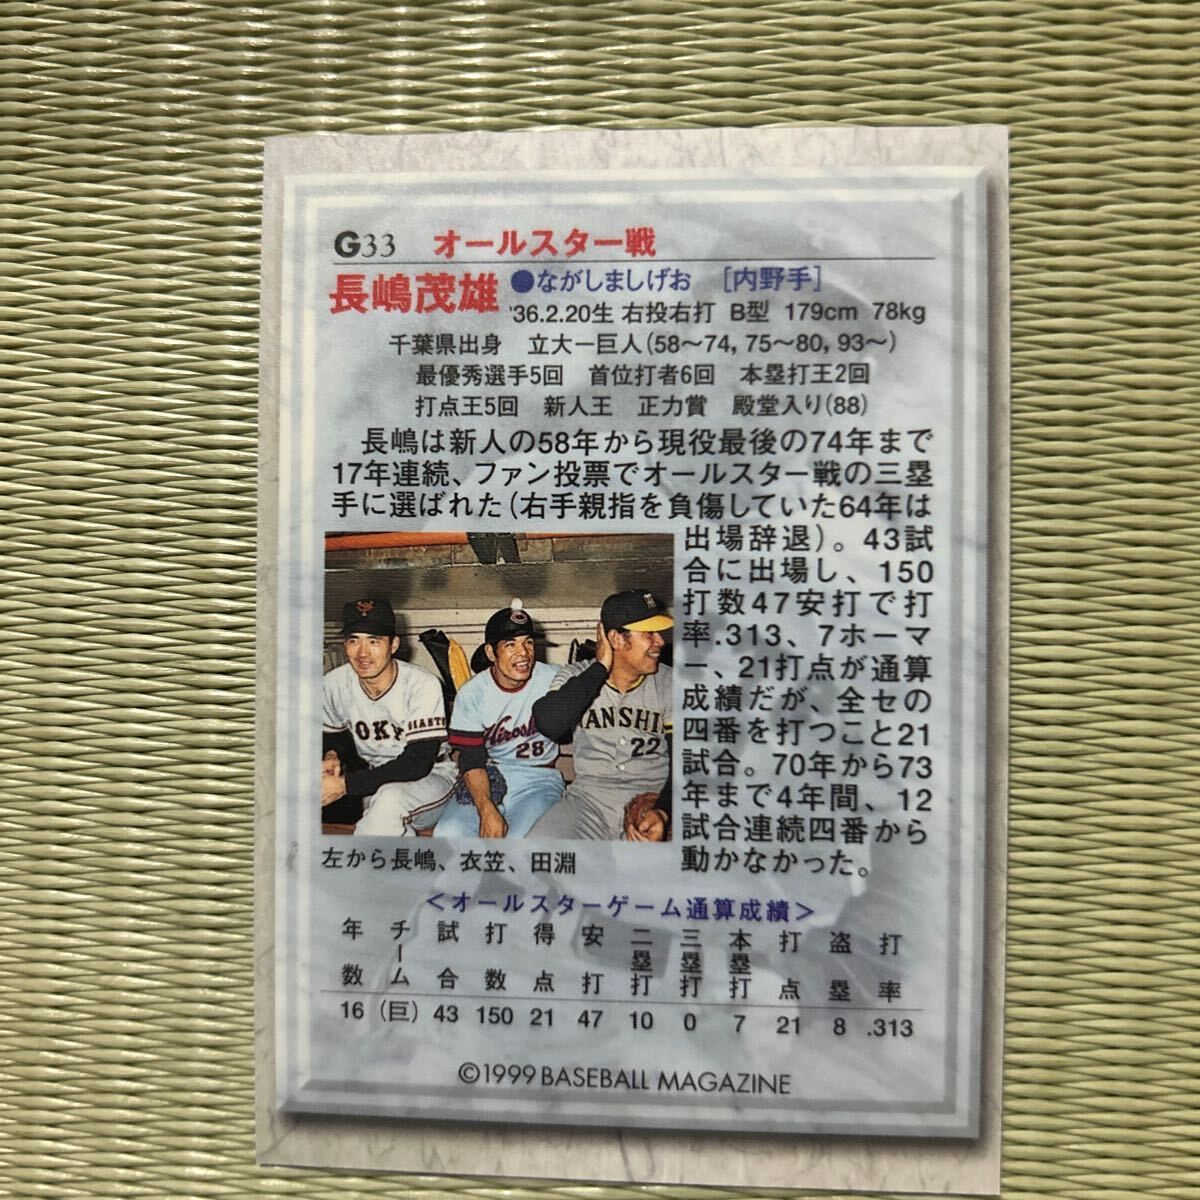 G33 オールスター戦
長嶋茂雄 ●ながしましげお [内野手]
'36.2.20生 右投右打 B型 179cm 78kg
千葉県出身 立大ー巨人(58〜74, 75〜80, 93〜)
最優秀選手5回 首位打者6回 本塁打王2回
打点王5回 新人王 正力賞 殿堂入り(88)
長嶋は新人の58年から現役最後の74年まで
17年連続、ファン投票でオールスター戦の三塁
手に選ばれた(右手親指を負傷していた64年は
出場辞退)。43試
合に出場し、150
打数47安打で打
率.313、7ホーマ
ー、21打点が通算
成績だが、全セの
四番を打つこと21
試合。70年から73
年まで4年間、12
試合連続四番から
動かなかった。
TOKY GIANTS
Hiroshi
28
HANSHI
22
左から長嶋、衣笠、田淵
<オールスターゲーム通算成績>
年数 チーム 試合 打数 得点 安打 二塁打 三塁打 本塁打 打点 盗塁 打率
16 (巨) 43 150 21 47 10 0 7 21 8 .313
©1999 BASEBALL MAGAZINE